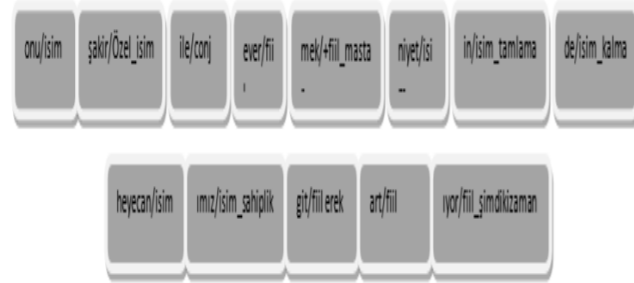 onu/isim şakir/Özel_isim ile/conj ever/fii mek/+fiil_masta niyet/isi in/isim_tamlama de/isim_kalma
heyecan/isim ımız/isim_sahiplik git/fiil erek art/fiil ıyor/fiil_şimdikizaman